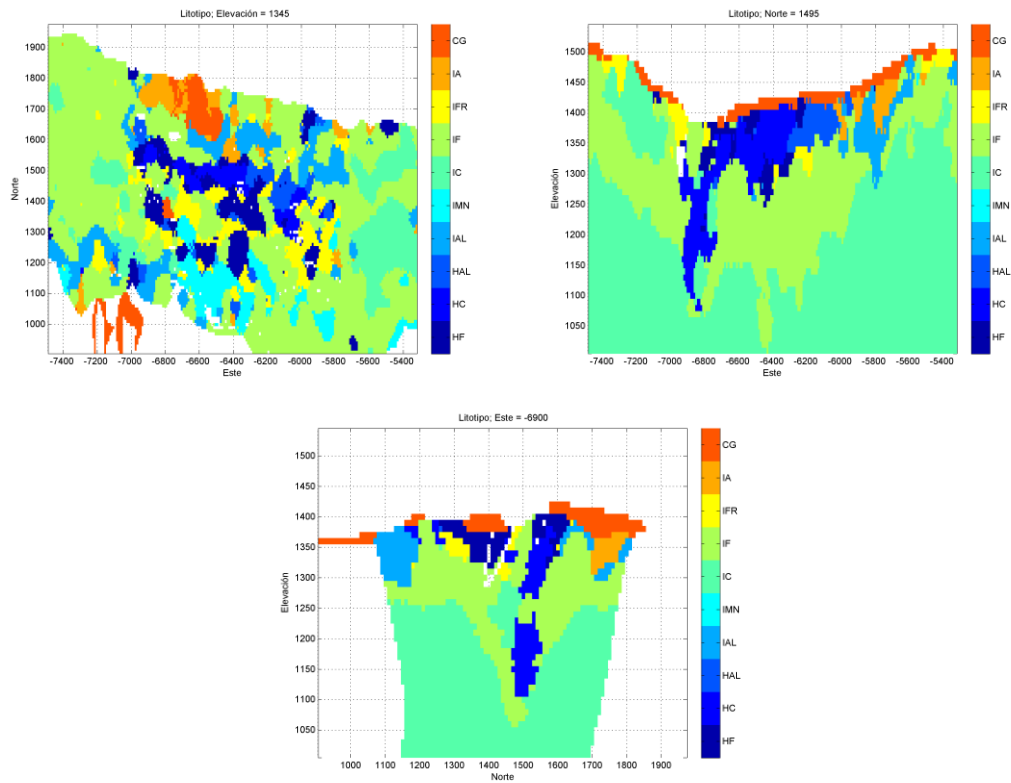 Litotipo; Elevación = 1345
1900
1800
1700
1600
1500
1400
1300
1200
1100
1000
Norte
-7400 -7200 -7000 -6800 -6600 -6400 -6200 -6000 -5800 -5600 -5400
Este
CG
IA
IFR
IF
IC
IMN
IAL
HAL
HC
HF
Litotipo; Norte = 1495
1500
1450
1400
1350
1300
1250
1200
1150
1100
1050
Elevación
-7400 -7200 -7000 -6800 -6600 -6400 -6200 -6000 -5800 -5600 -5400
Este
CG
IA
IFR
IF
IC
IMN
IAL
HAL
HC
HF
Litotipo; Este = -6900
1500
1450
1400
1350
1300
1250
1200
1150
1100
1050
Elevación
1000 1100 1200 1300 1400 1500 1600 1700 1800 1900
Norte
CG
IA
IFR
IF
IC
IMN
IAL
HAL
HC
HF